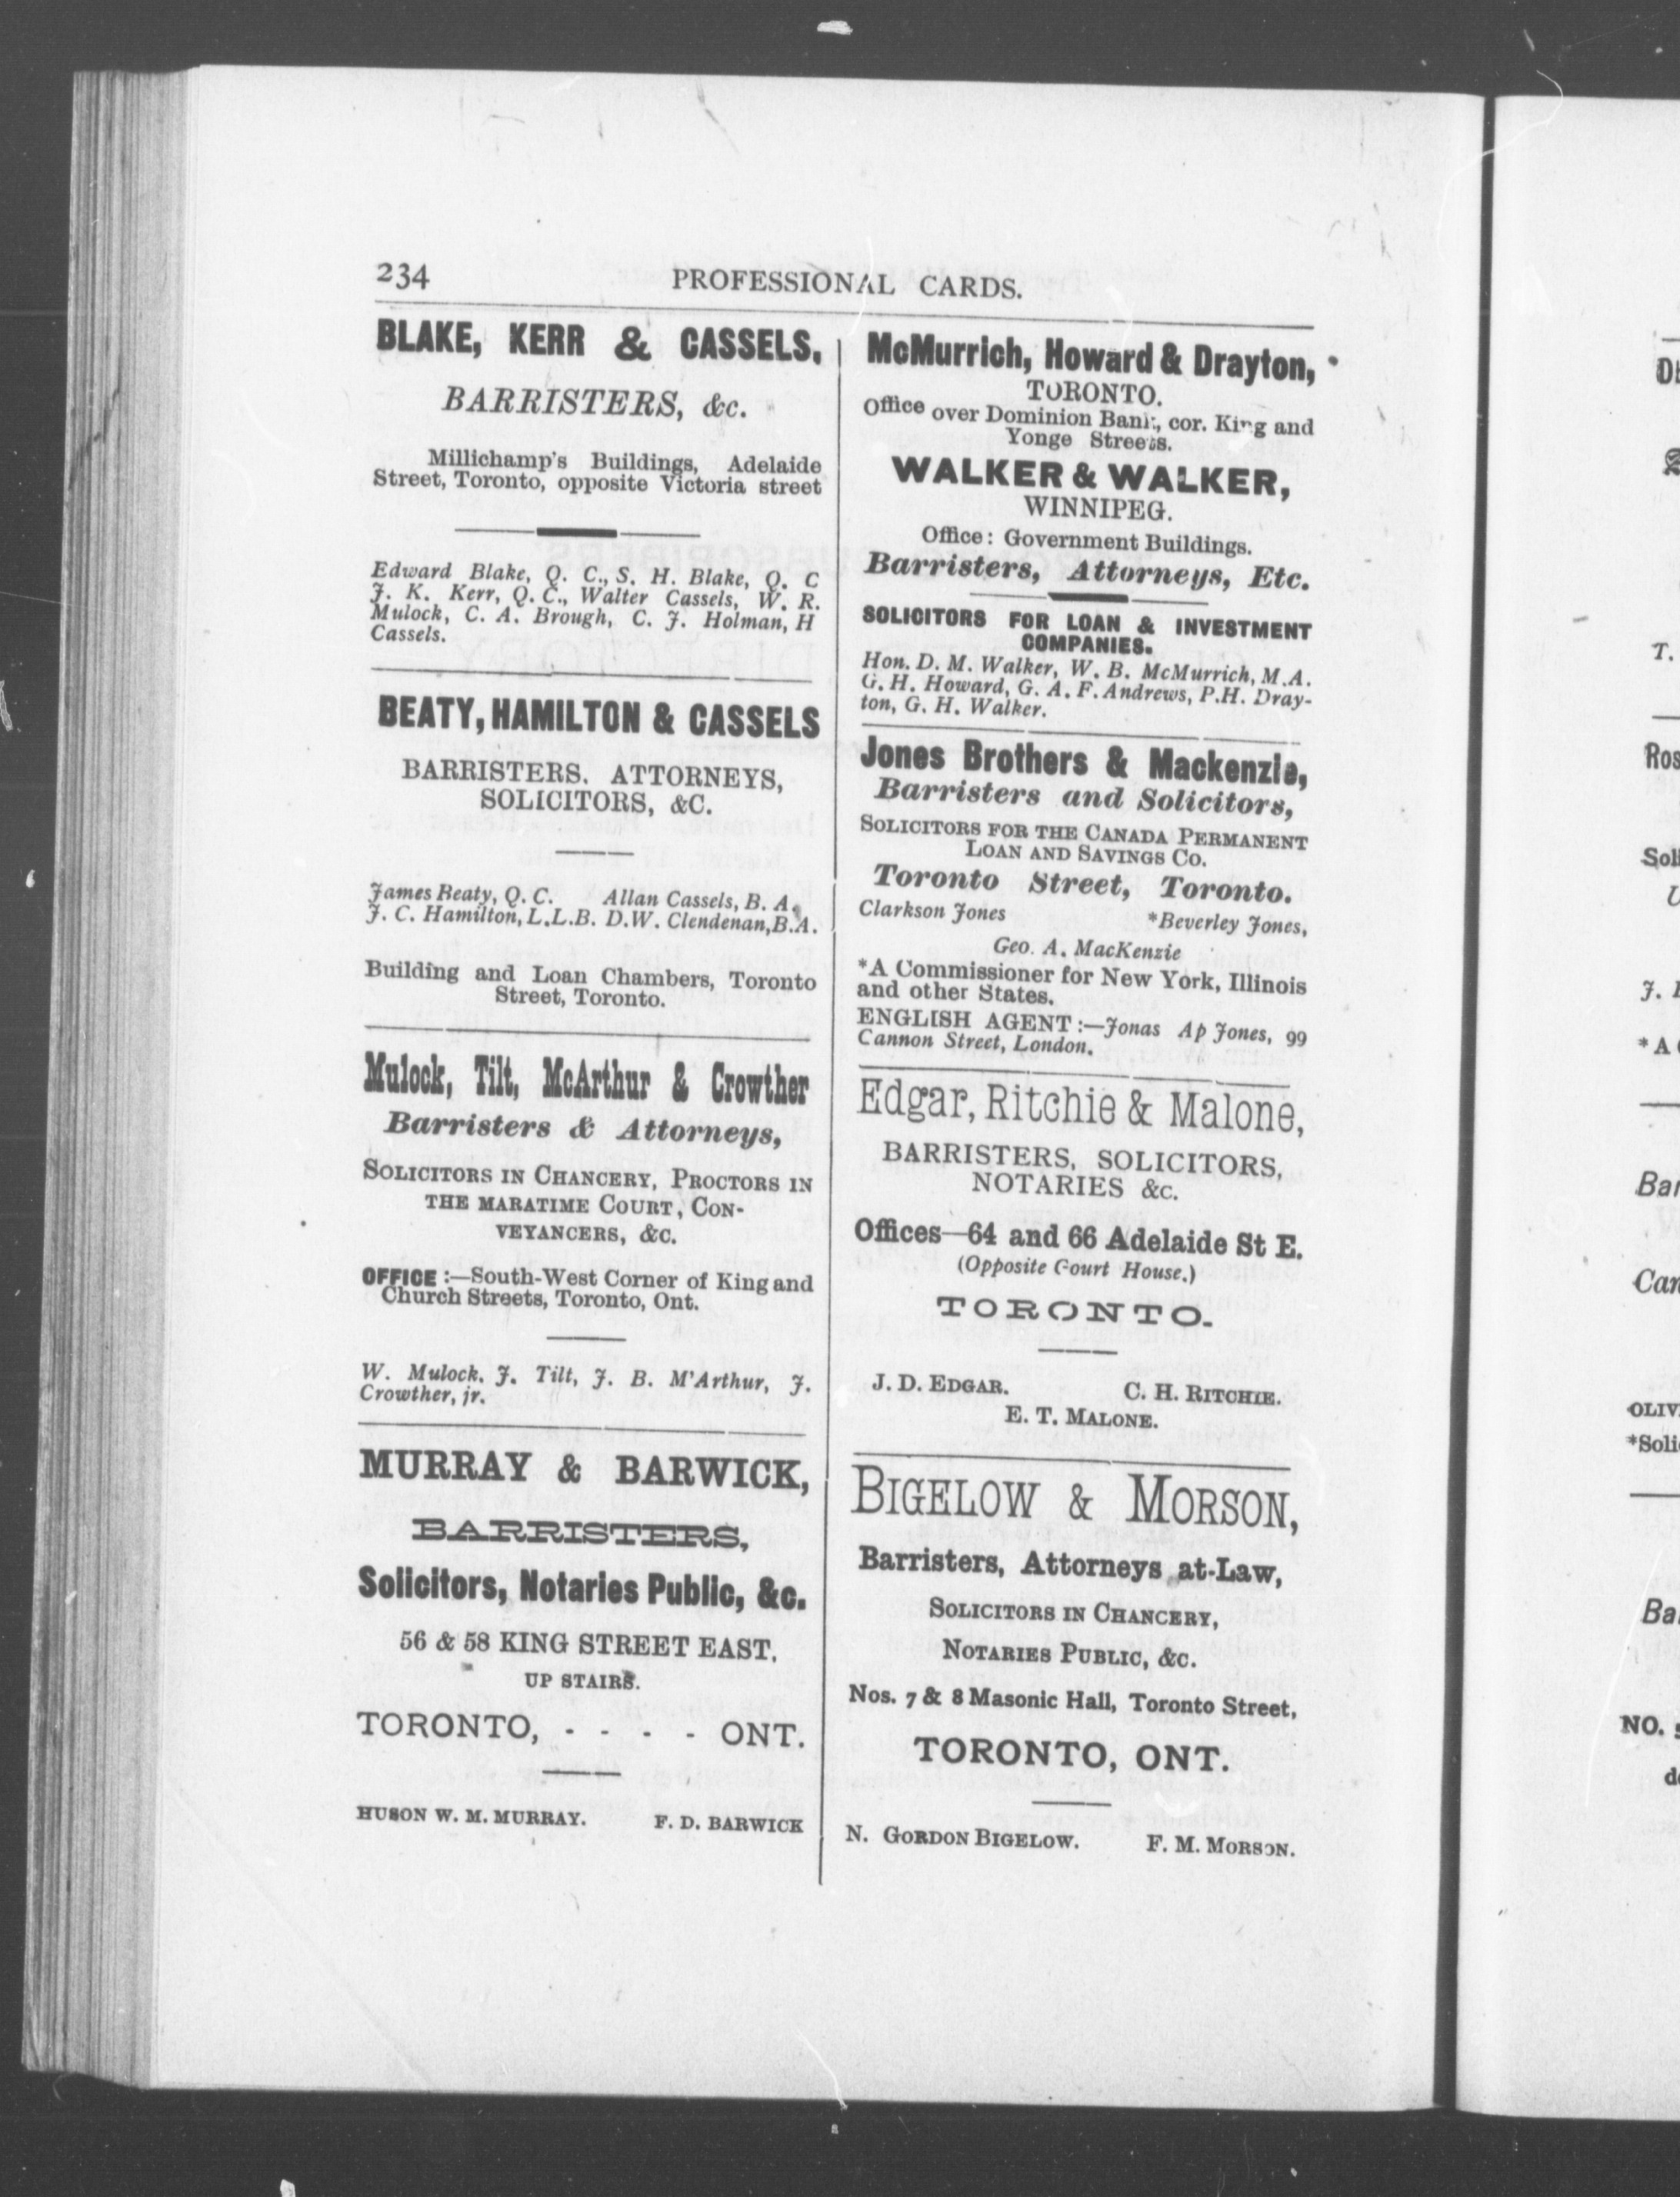 234
PROFESSIONAL CARDS.
BLAKE, KERR & CASSELS,
BARRISTERS, &c.
Millichamp's Buildings, Adelaide
Street, Toronto, opposite Victoria street
Edward Blake, Q. C., S. H. Blake, Q. C
J. K. Kerr, Q. C., Walter Cassels, W. R.
Mulock, C. A. Brough, C. J. Holman, H
Cassels.
BEATY, HAMILTON & CASSELS
BARRISTERS. ATTORNEYS,
SOLICITORS, &C.
James Beaty, Q. C. Allan Cassels, B. A.
J. C. Hamilton, L.L.B. D.W. Clendenan, B.A.
Building and Loan Chambers, Toronto
Street, Toronto.
Mulock, Tilt, McArthur & Crowther
Barristers & Attorneys,
SOLICITORS IN CHANCERY, PROCTORS IN
THE MARATIME COURT, CON-
VEYANCERS, &C.
OFFICE:—South-West Corner of King and
Church Streets, Toronto, Ont.
W. Mulock. J. Tilt, J. B. M'Arthur, J.
Crowther, jr.
MURRAY & BARWICK,
BARRISTERS,
Solicitors, Notaries Public, &c.
56 & 58 KING STREET EAST,
UP STAIRS.
TORONTO, - - - - ONT.
HUSON W. M. MURRAY. F. D. BARWICK
McMurrich, Howard & Drayton,
TORONTO.
Office over Dominion Bank, cor. King and
Yonge Streets.
WALKER & WALKER,
WINNIPEG.
Office: Government Buildings.
Barristers, Attorneys, Etc.
SOLICITORS FOR LOAN & INVESTMENT
COMPANIES.
Hon. D. M. Walker, W. B. McMurrich, M.A.
G. H. Howard, G. A. F. Andrews, P.H. Dray-
ton, G. H. Walker.
Jones Brothers & Mackenzie,
Barristers and Solicitors,
SOLICITORS FOR THE CANADA PERMANENT
LOAN AND SAVINGS CO.
Toronto Street, Toronto.
Clarkson Jones *Beverley Jones,
Geo. A. MacKenzie
*A Commissioner for New York, Illinois
and other States.
ENGLISH AGENT:—Jonas Ap Jones, 99
Cannon Street, London.
Edgar, Ritchie & Malone,
BARRISTERS, SOLICITORS,
NOTARIES &c.
Offices—64 and 66 Adelaide St E.
(Opposite Court House.)
TORONTO.
J. D. EDGAR. C. H. RITCHIE.
E. T. MALONE.
BIGELOW & MORSON,
Barristers, Attorneys at-Law,
SOLICITORS IN CHANCERY,
NOTARIES PUBLIC, &C.
Nos. 7 & 8 Masonic Hall, Toronto Street,
TORONTO, ONT.
N. GORDON BIGELOW. F. M. MORSON.